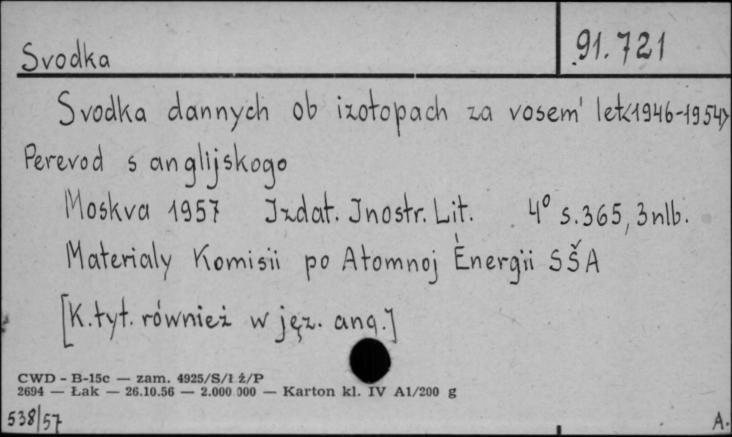 Svodka
91.721
Svodka dannych ob izotopach za vosem' let<1946-1954>
Perevod s anglijskogo
Moskva 1957 Izdat. Inostr. Lit. 4° s.365, 3nlb.
Materialy Komisii po Atomnoj Ėnergii SŠA
[K.tyt. również w jęz. ang.]
CWD - B-15c — zam. 4925/S/1 ż/P
2694 — Łak — 26.10.56 — 2.000.000 — Karton kl. IV A1/200 g
538/57
A.